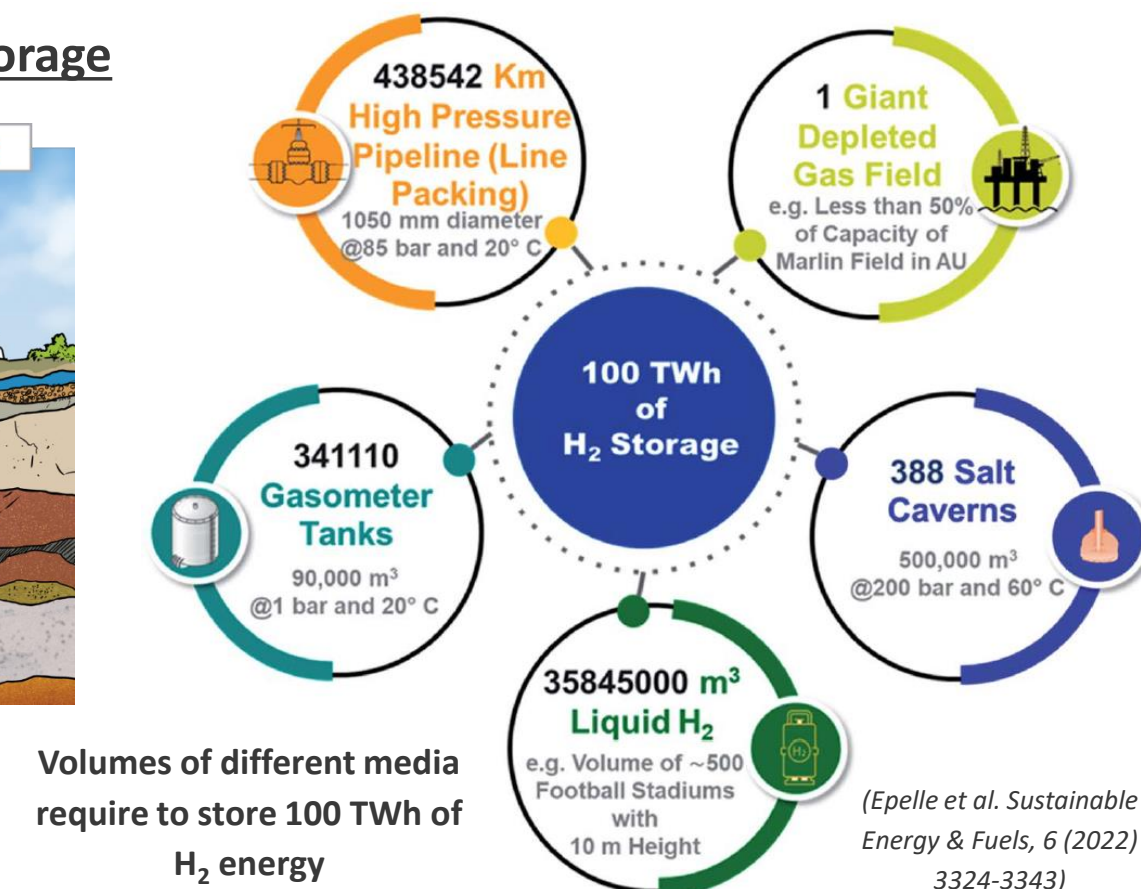 orage
438542 Km
High Pressure
Pipeline (Line
Packing)
1050 mm diameter
@85 bar and 20° C
1 Giant
Depleted
Gas Field
e.g. Less than 50%
of Capacity of
Marlin Field in AU
100 TWh
of
H₂ Storage
341110
Gasometer
Tanks
90,000 m³
@1 bar and 20° C
388 Salt
Caverns
500,000 m³
@200 bar and 60° C
35845000 m³
Liquid H₂
e.g. Volume of ~500
Football Stadiums
with
10 m Height
H₂
Volumes of different media
require to store 100 TWh of
H₂ energy
(Epelle et al. Sustainable
Energy & Fuels, 6 (2022)
3324-3343)